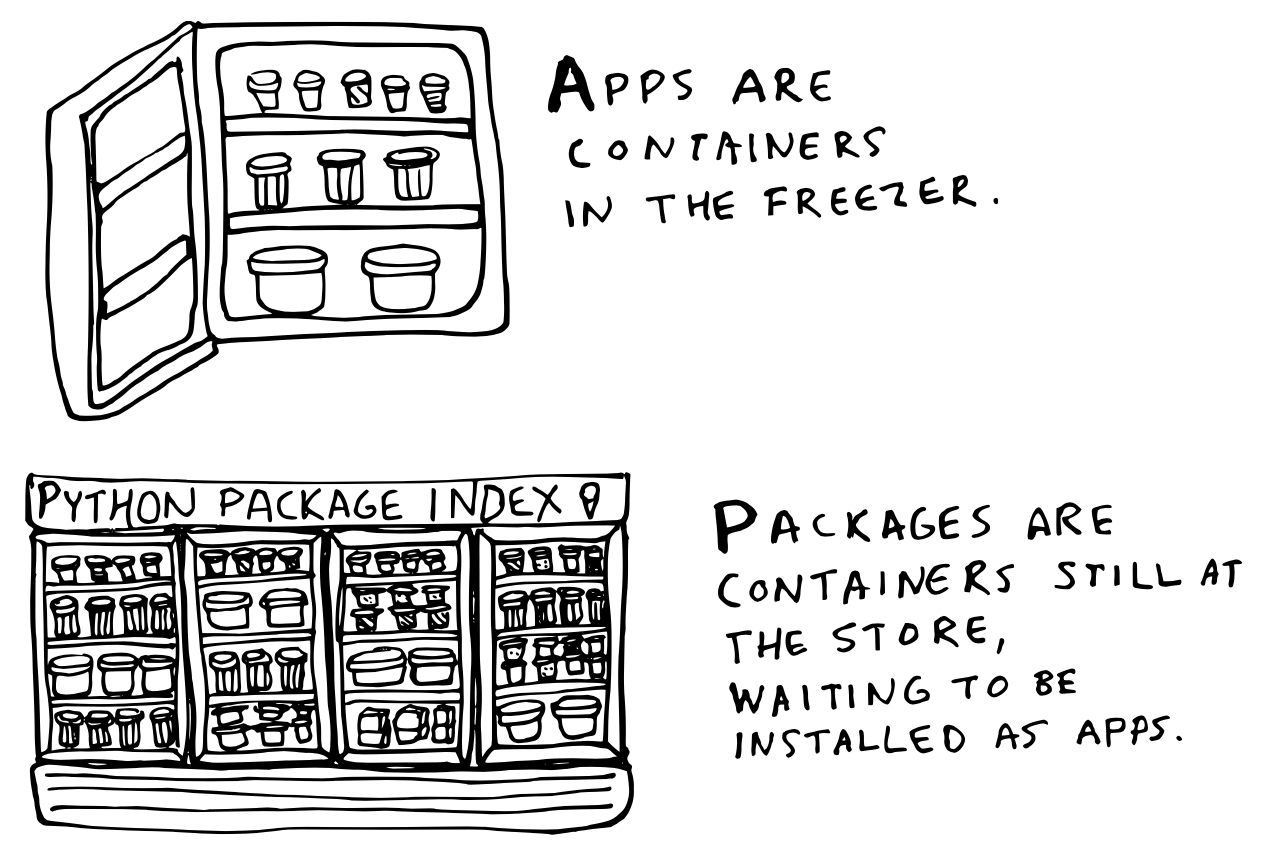 APPS ARE
CONTAINERS
IN THE FREEZER.
PYTHON PACKAGE INDEX
PACKAGES ARE
CONTAINERS STILL AT
THE STORE,
WAITING TO BE
INSTALLED AS APPS.